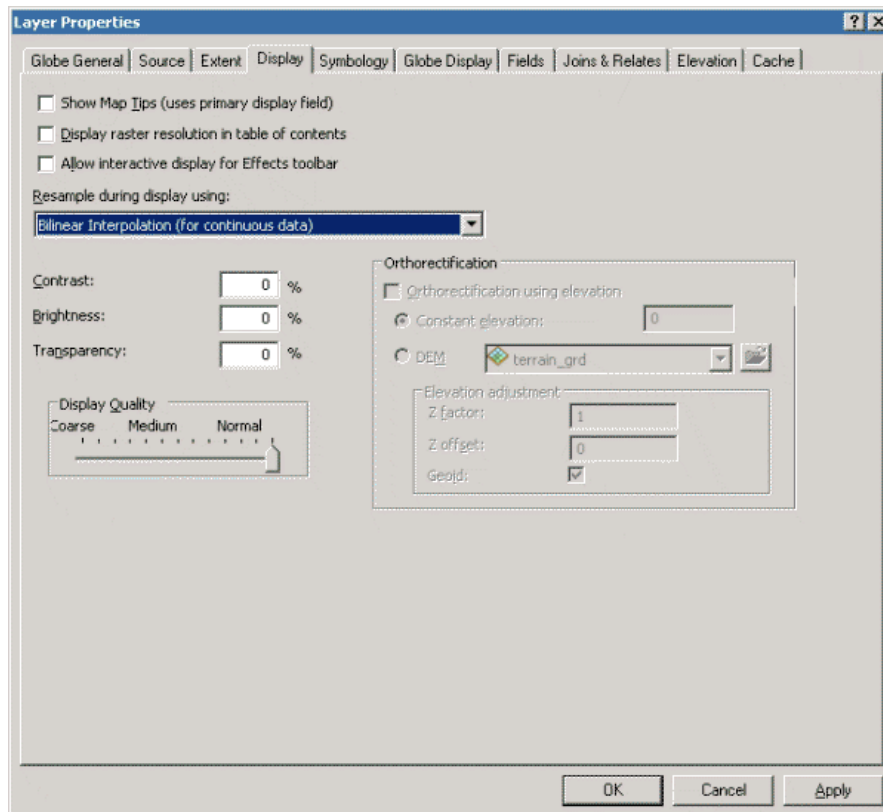 Layer Properties
Globe General Source Extent Display Symbology Globe Display Fields Joins & Relates Elevation Cache
Show Map Tips (uses primary display field)
Display raster resolution in table of contents
Allow interactive display for Effects toolbar
Resample during display using:
Bilinear Interpolation (for continuous data)
Contrast: 0 %
Brightness: 0 %
Transparency: 0 %
Display Quality
Coarse Medium Normal
Orthorectification
Orthorectification using elevation
Constant elevation: 0
DEM terrain_grd
Elevation adjustment
Z factor: 1
Z offset: 0
Geoid:
OK Cancel Apply